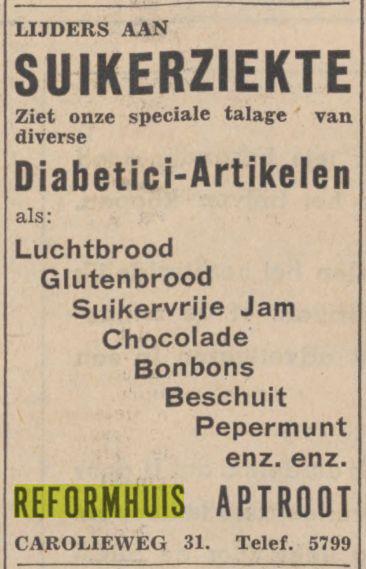 LIJDERS AAN
SUIKERZIEKTE
Ziet onze speciale talage van
diverse
Diabetici-Artikelen
als:
Luchtbrood
Glutenbrood
Suikervrije Jam
Chocolade
Bonbons
Beschuit
Pepermunt
enz. enz.
REFORMHUIS APTROOT
CAROLIEWEG 31. Telef. 5799